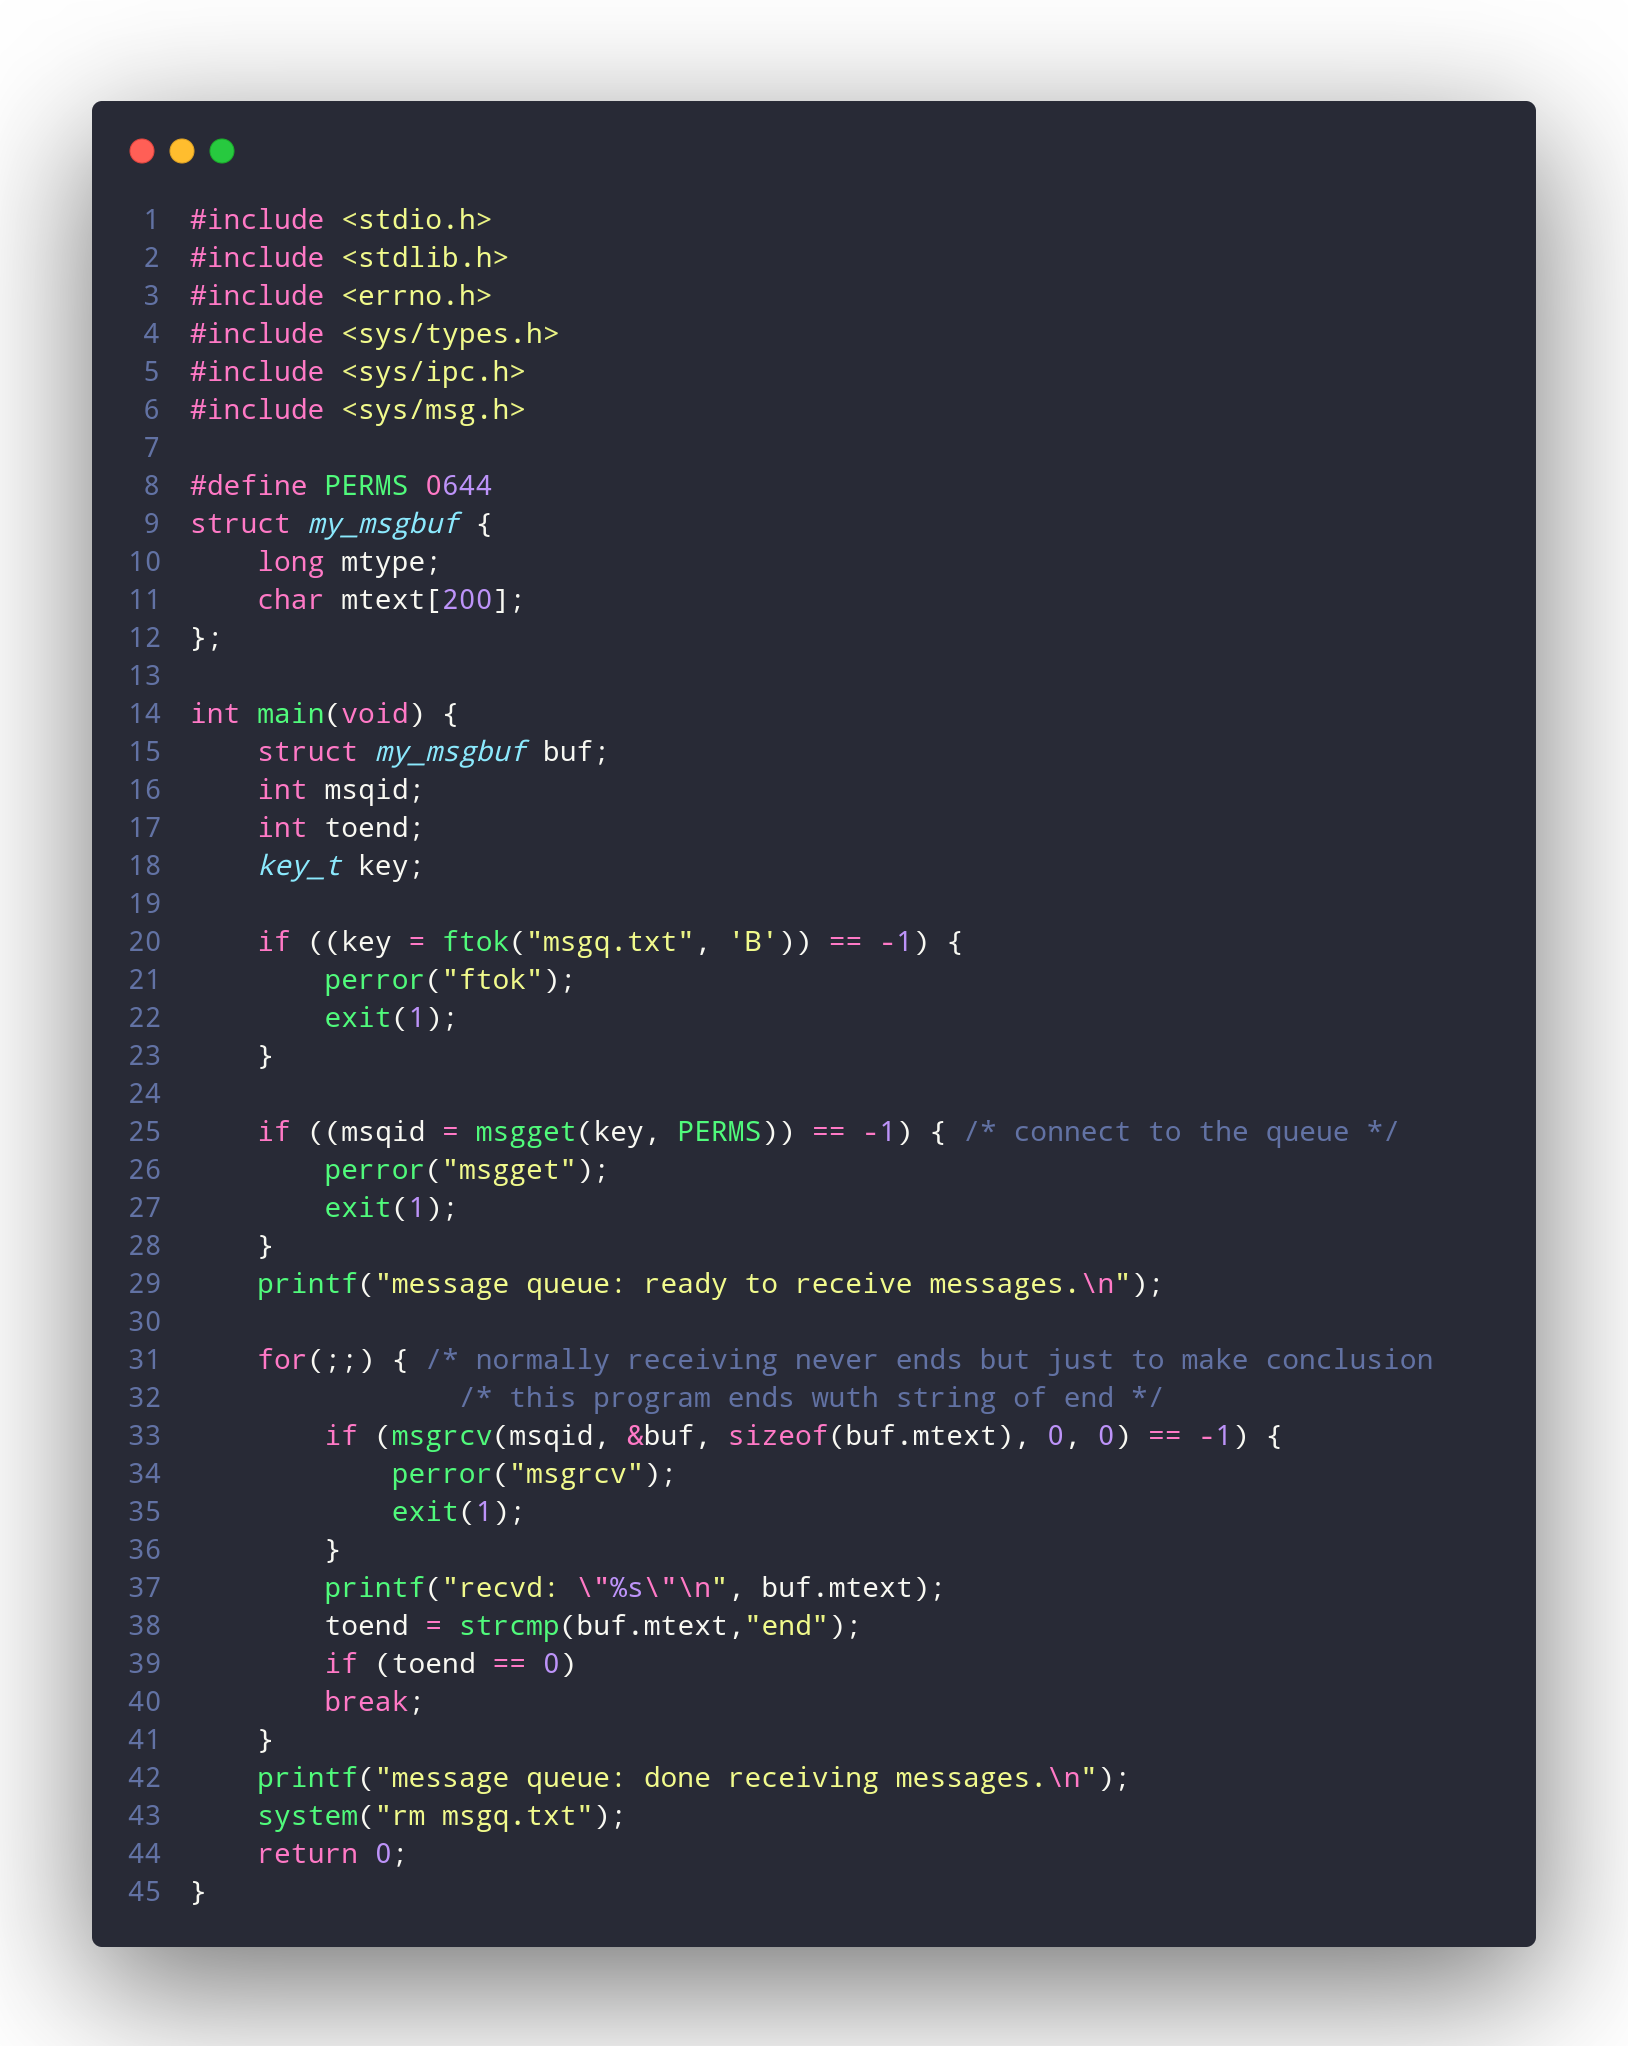 1 #include <stdio.h>
2 #include <stdlib.h>
3 #include <errno.h>
4 #include <sys/types.h>
5 #include <sys/ipc.h>
6 #include <sys/msg.h>
7
8 #define PERMS 0644
9 struct my_msgbuf {
10     long mtype;
11     char mtext[200];
12 };
13
14 int main(void) {
15     struct my_msgbuf buf;
16     int msqid;
17     int toend;
18     key_t key;
19
20     if ((key = ftok("msgq.txt", 'B')) == -1) {
21         perror("ftok");
22         exit(1);
23     }
24
25     if ((msqid = msgget(key, PERMS)) == -1) { /* connect to the queue */
26         perror("msgget");
27         exit(1);
28     }
29     printf("message queue: ready to receive messages.\n");
30
31     for(;;) { /* normally receiving never ends but just to make conclusion
32                 /* this program ends wuth string of end */
33         if (msgrcv(msqid, &buf, sizeof(buf.mtext), 0, 0) == -1) {
34             perror("msgrcv");
35             exit(1);
36         }
37         printf("recvd: \"%s\"\n", buf.mtext);
38         toend = strcmp(buf.mtext,"end");
39         if (toend == 0)
40         break;
41     }
42     printf("message queue: done receiving messages.\n");
43     system("rm msgq.txt");
44     return 0;
45 }